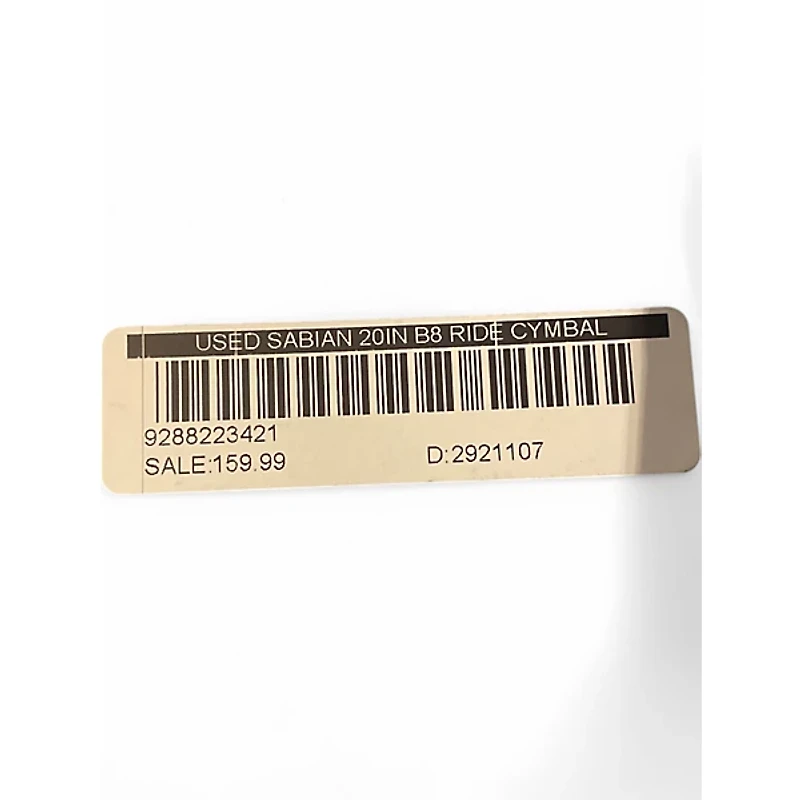 USED SABIAN 20IN B8 RIDE CYMBAL
9288223421
SALE:159.99 D:2921107